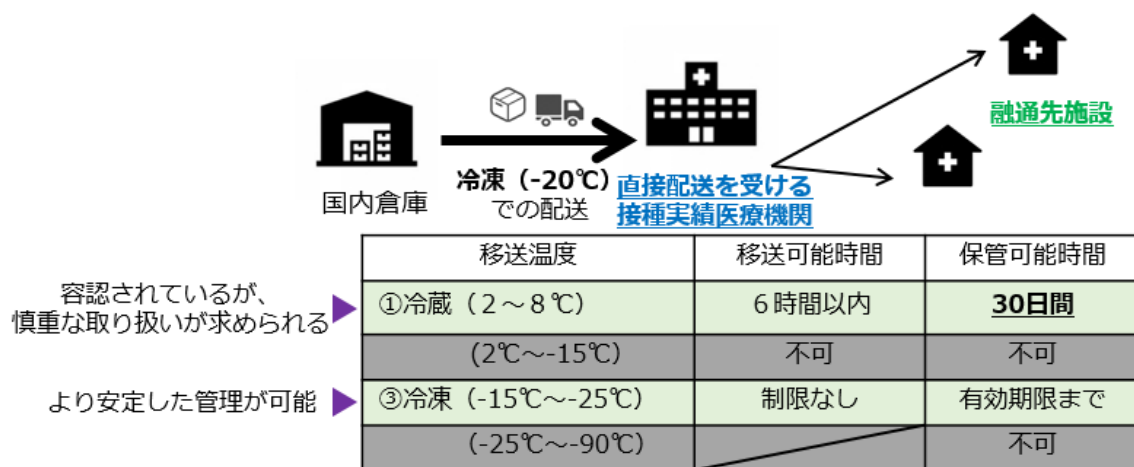 融通先施設
冷凍（-20℃）
での配送
国内倉庫
直接配送を受ける
接種実績医療機関
移送温度 移送可能時間 保管可能時間
容認されているが、
慎重な取り扱いが求められる
①冷蔵（２～８℃） ６時間以内 30日間
(2℃～-15℃) 不可 不可
より安定した管理が可能
③冷凍（-15℃～-25℃） 制限なし 有効期限まで
(-25℃～-90℃) 不可